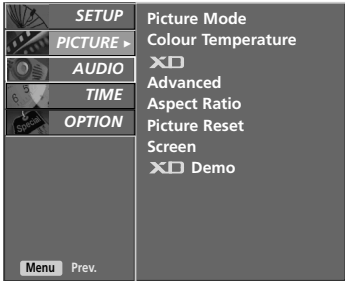 SETUP
PICTURE ►
AUDIO
TIME
OPTION
Picture Mode
Colour Temperature
XD
Advanced
Aspect Ratio
Picture Reset
Screen
XD Demo
Menu Prev.